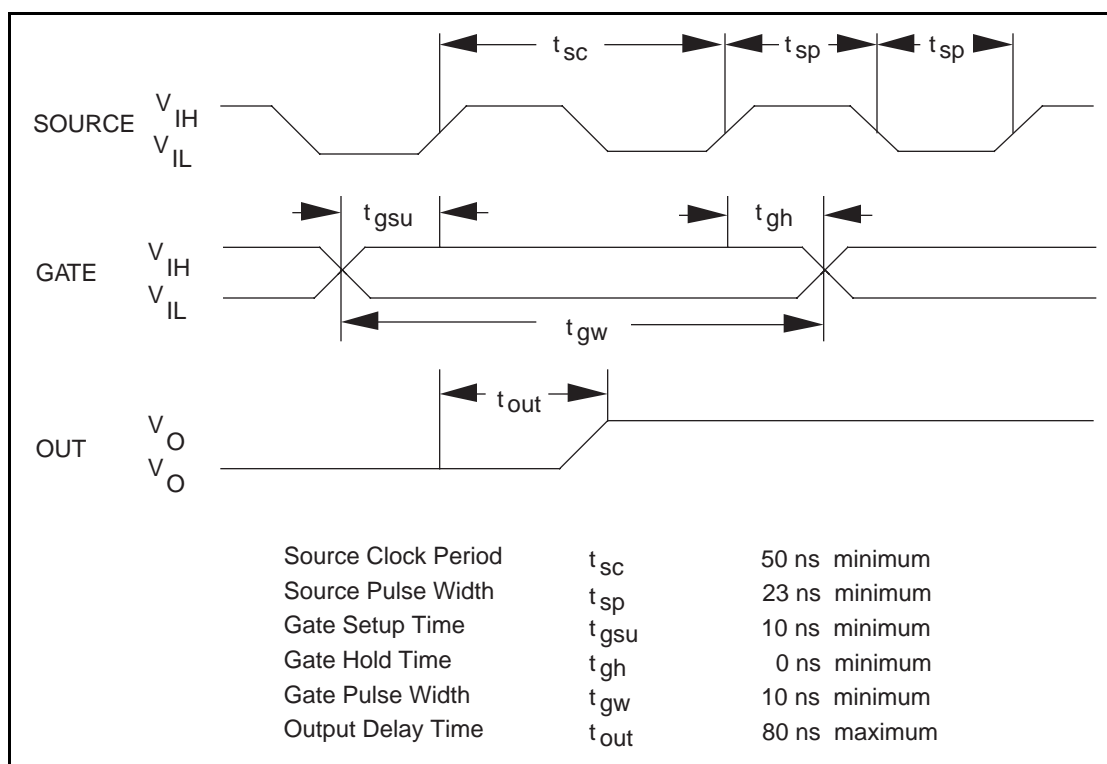 t sc t sp t sp
SOURCE V IH
V IL
t gsu t gh
GATE V IH
V IL
t gw
t out
OUT V O
V O
Source Clock Period t sc 50 ns minimum
Source Pulse Width t sp 23 ns minimum
Gate Setup Time t gsu 10 ns minimum
Gate Hold Time t gh 0 ns minimum
Gate Pulse Width t gw 10 ns minimum
Output Delay Time t out 80 ns maximum